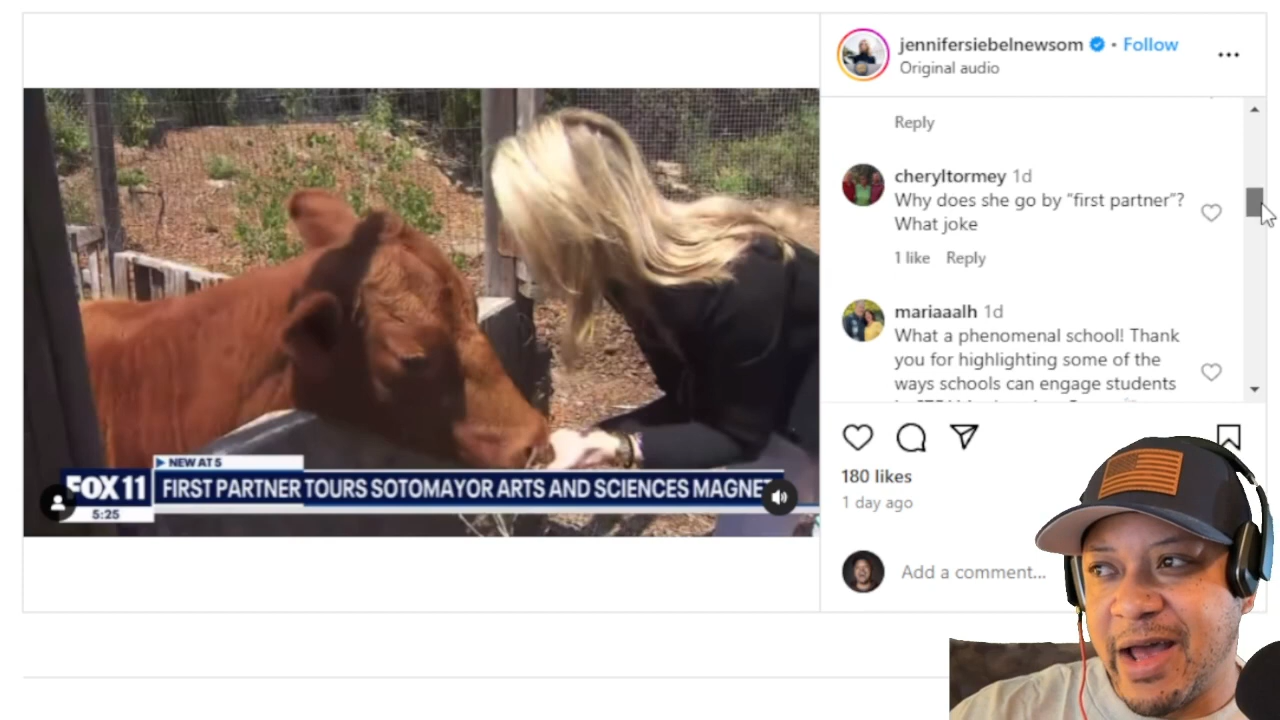 jennifersiebelnewsom • Follow
Original audio
Reply
cheryltormey 1d
Why does she go by "first partner"?
What joke
1 like Reply
mariaaalh 1d
What a phenomenal school! Thank
you for highlighting some of the
ways schools can engage students
180 likes
1 day ago
Add a comment...
NEW AT 5
FOX 11
FIRST PARTNER TOURS SOTOMAYOR ARTS AND SCIENCES MAGNET
5:25